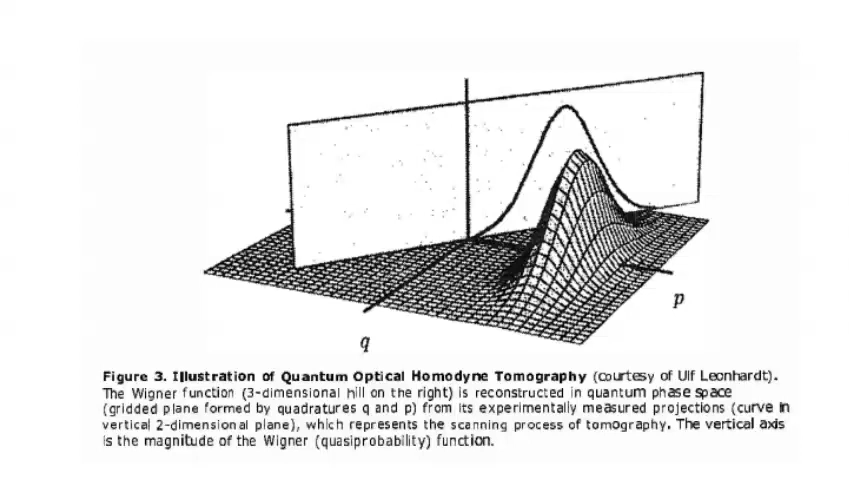 p
q
Figure 3. Illustration of Quantum Optical Homodyne Tomography (courtesy of Ulf Leonhardt).
The Wigner function (3-dimensional hill on the right) is reconstructed in quantum phase space
(gridded plane formed by quadratures q and p) from its experimentally measured projections (curve in
vertical 2-dimensional plane), which represents the scanning process of tomography. The vertical axis
is the magnitude of the Wigner (quasiprobability) function.